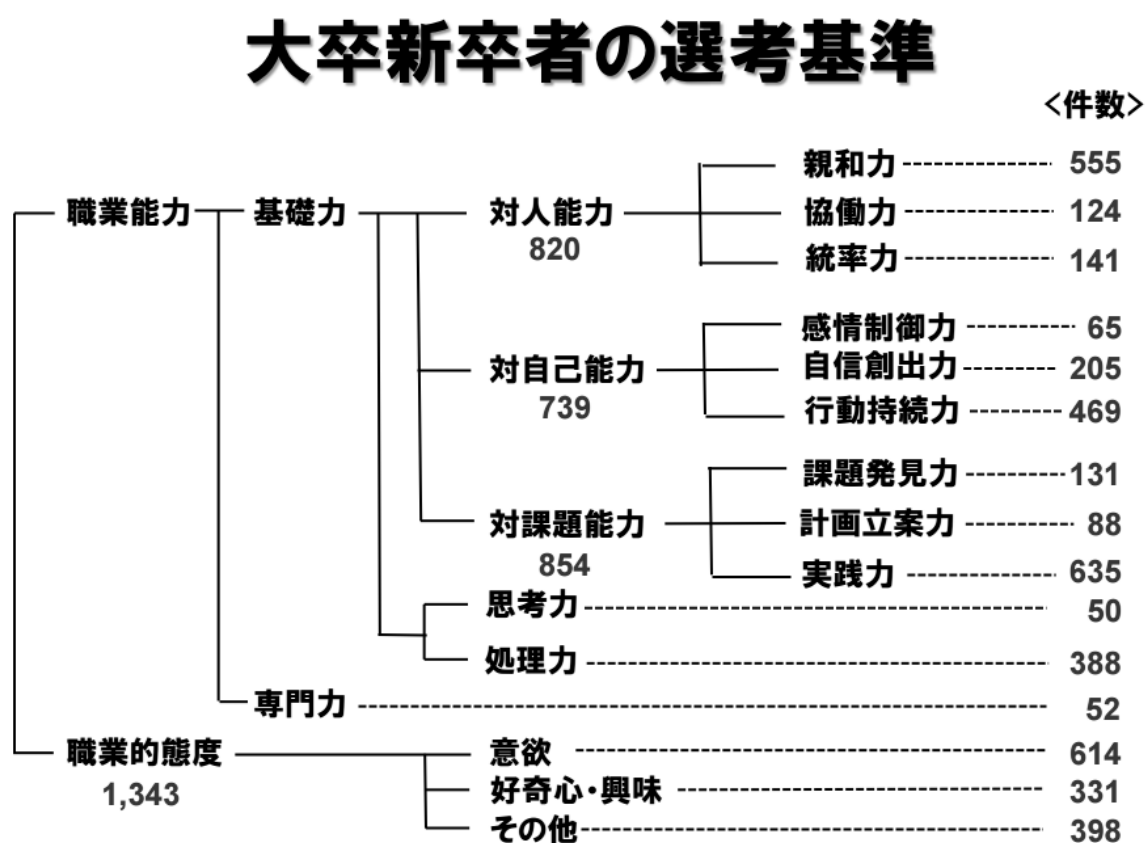 大卒新卒者の選考基準
<件数>
親和力 555
職業能力 基礎力 対人能力 協働力 124
820
統率力 141
感情制御力 65
対自己能力 自信創出力 205
739
行動持続力 469
課題発見力 131
対課題能力 計画立案力 88
854
実践力 635
思考力 50
処理力 388
専門力 52
職業的態度 意欲 614
1,343
好奇心・興味 331
その他 398